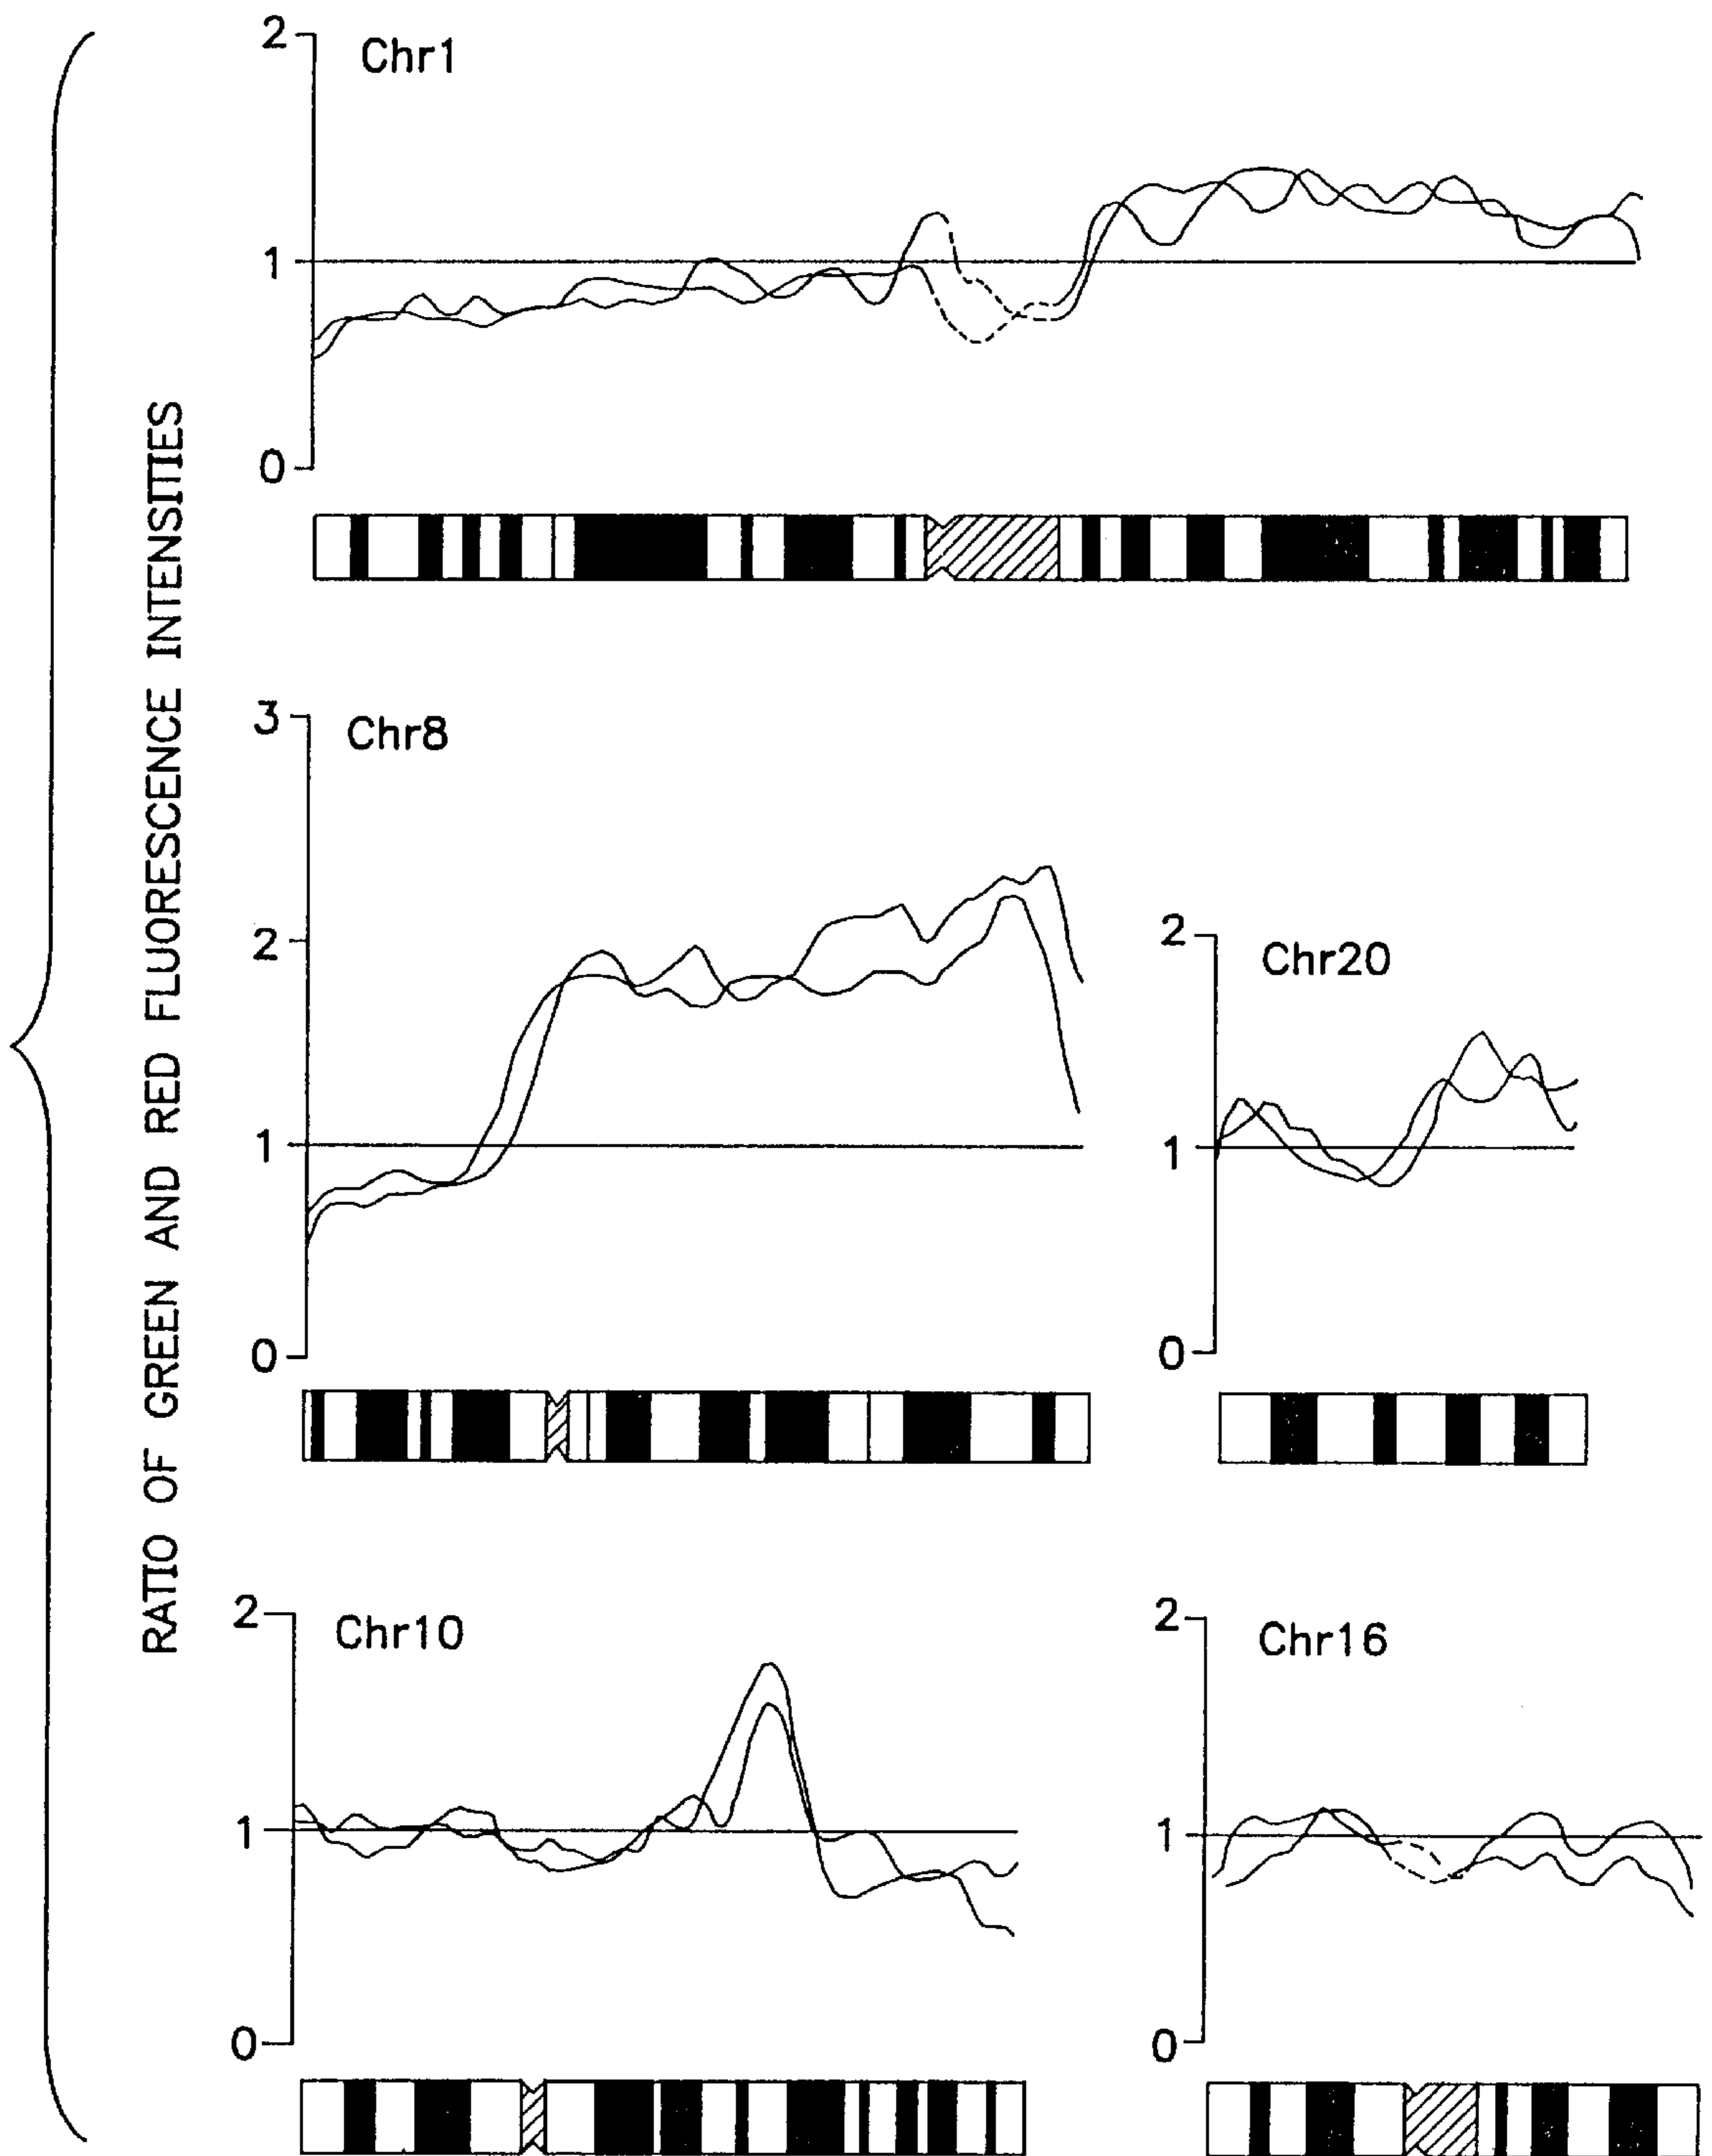 RATIO OF GREEN AND RED FLUORESCENCE INTENSITIES
2
Chr1
1
0
3
Chr8
2
1
0
2
Chr20
1
0
2
Chr10
1
0
2
Chr16
1
0